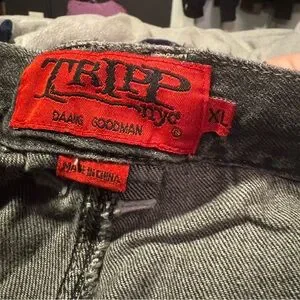 TRIPP
nyc®
DAANG GOODMAN
XL
MADE IN CHINA